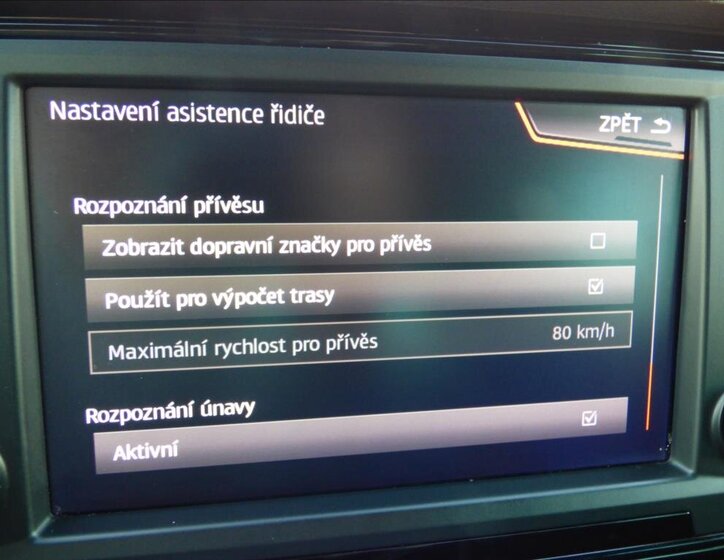 Nastavení asistence řidiče
ZPĚT
Rozpoznání přívěsu
Zobrazit dopravní značky pro přívěs
Použít pro výpočet trasy
Maximální rychlost pro přívěs 80 km/h
Rozpoznání únavy
Aktivní